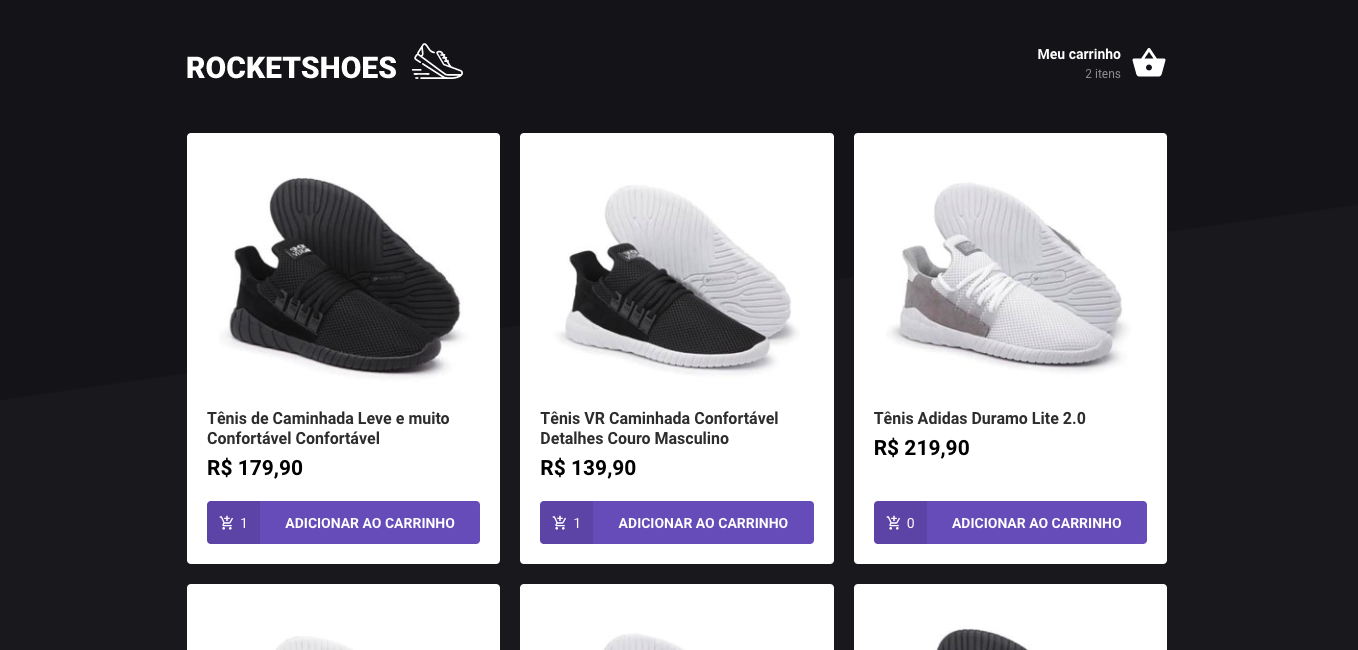 ROCKETSHOES
Meu carrinho
2 itens
Tênis de Caminhada Leve e muito
Confortável Confortável
R$ 179,90
1
ADICIONAR AO CARRINHO
Tênis VR Caminhada Confortável
Detalhes Couro Masculino
R$ 139,90
1
ADICIONAR AO CARRINHO
Tênis Adidas Duramo Lite 2.0
R$ 219,90
0
ADICIONAR AO CARRINHO